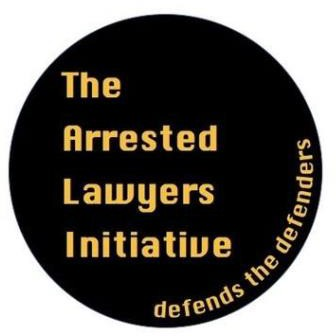 The
Arrested
Lawyers
Initiative
defends the defenders